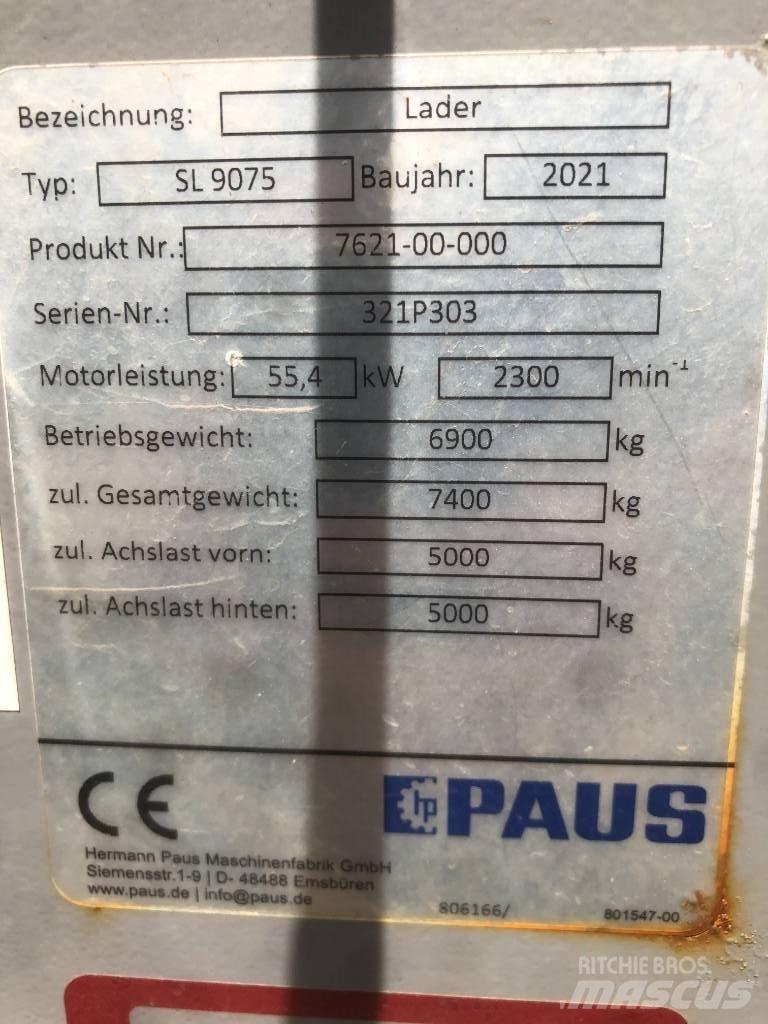 Bezeichnung: Lader
Typ: SL 9075 Baujahr: 2021
Produkt Nr.: 7621-00-000
Serien-Nr.: 321P303
Motorleistung: 55,4 kW 2300 min⁻¹
Betriebsgewicht: 6900 kg
zul. Gesamtgewicht: 7400 kg
zul. Achslast vorn: 5000 kg
zul. Achslast hinten: 5000 kg
CE hp PAUS
Hermann Paus Maschinenfabrik GmbH
Siemensstr.1-9 | D- 48488 Emsbüren
www.paus.de | info@paus.de
806166/ 801547-00
RITCHIE BROS.
MASCUS